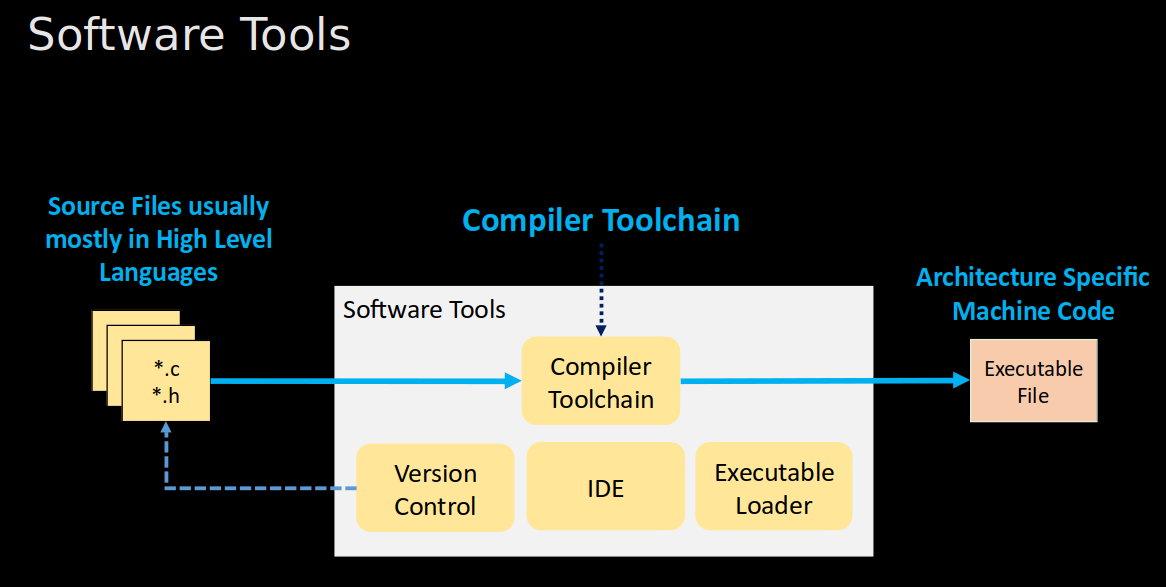 Software Tools
Source Files usually
mostly in High Level
Languages
Compiler Toolchain
Architecture Specific
Machine Code
Software Tools
*.c
*.h
Compiler
Toolchain
Executable
File
Version
Control
IDE
Executable
Loader